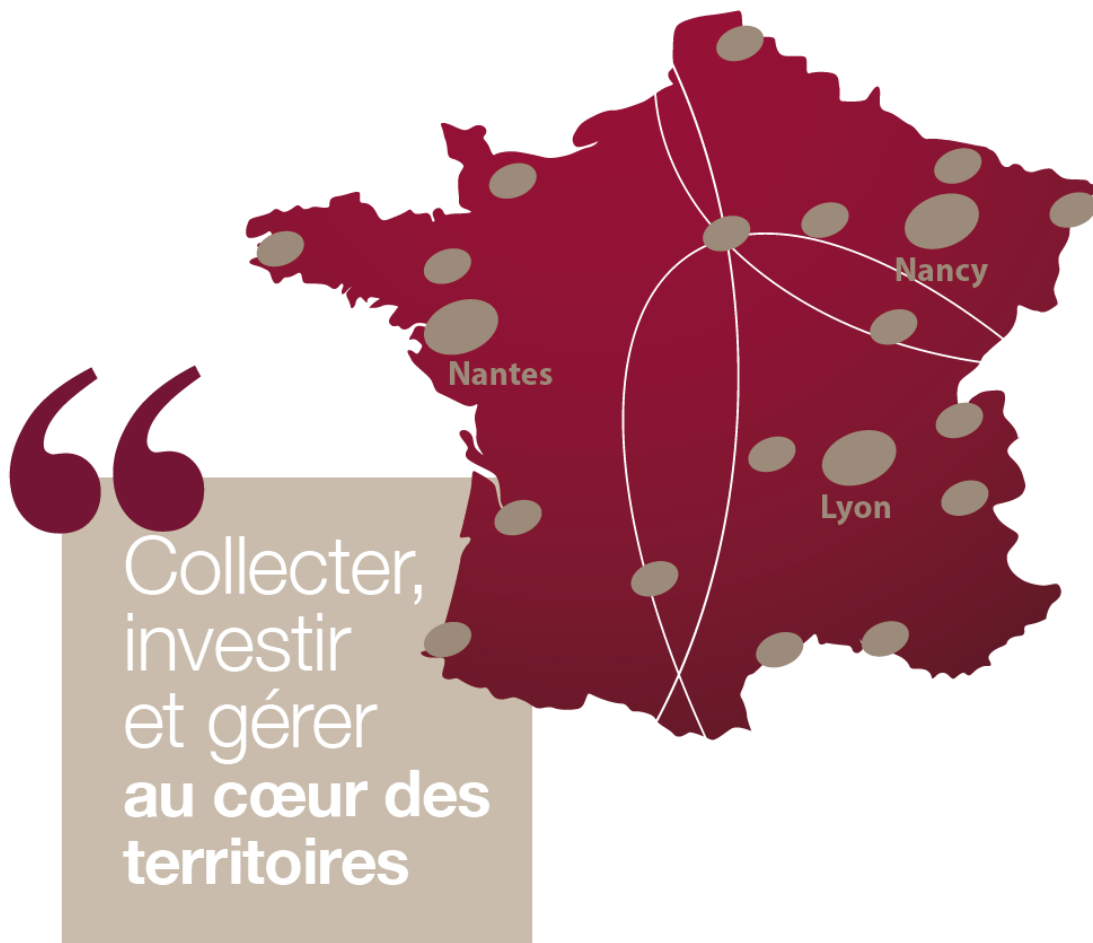 Nancy
Nantes
Lyon
“
Collecter,
investir
et gérer
au cœur des
territoires